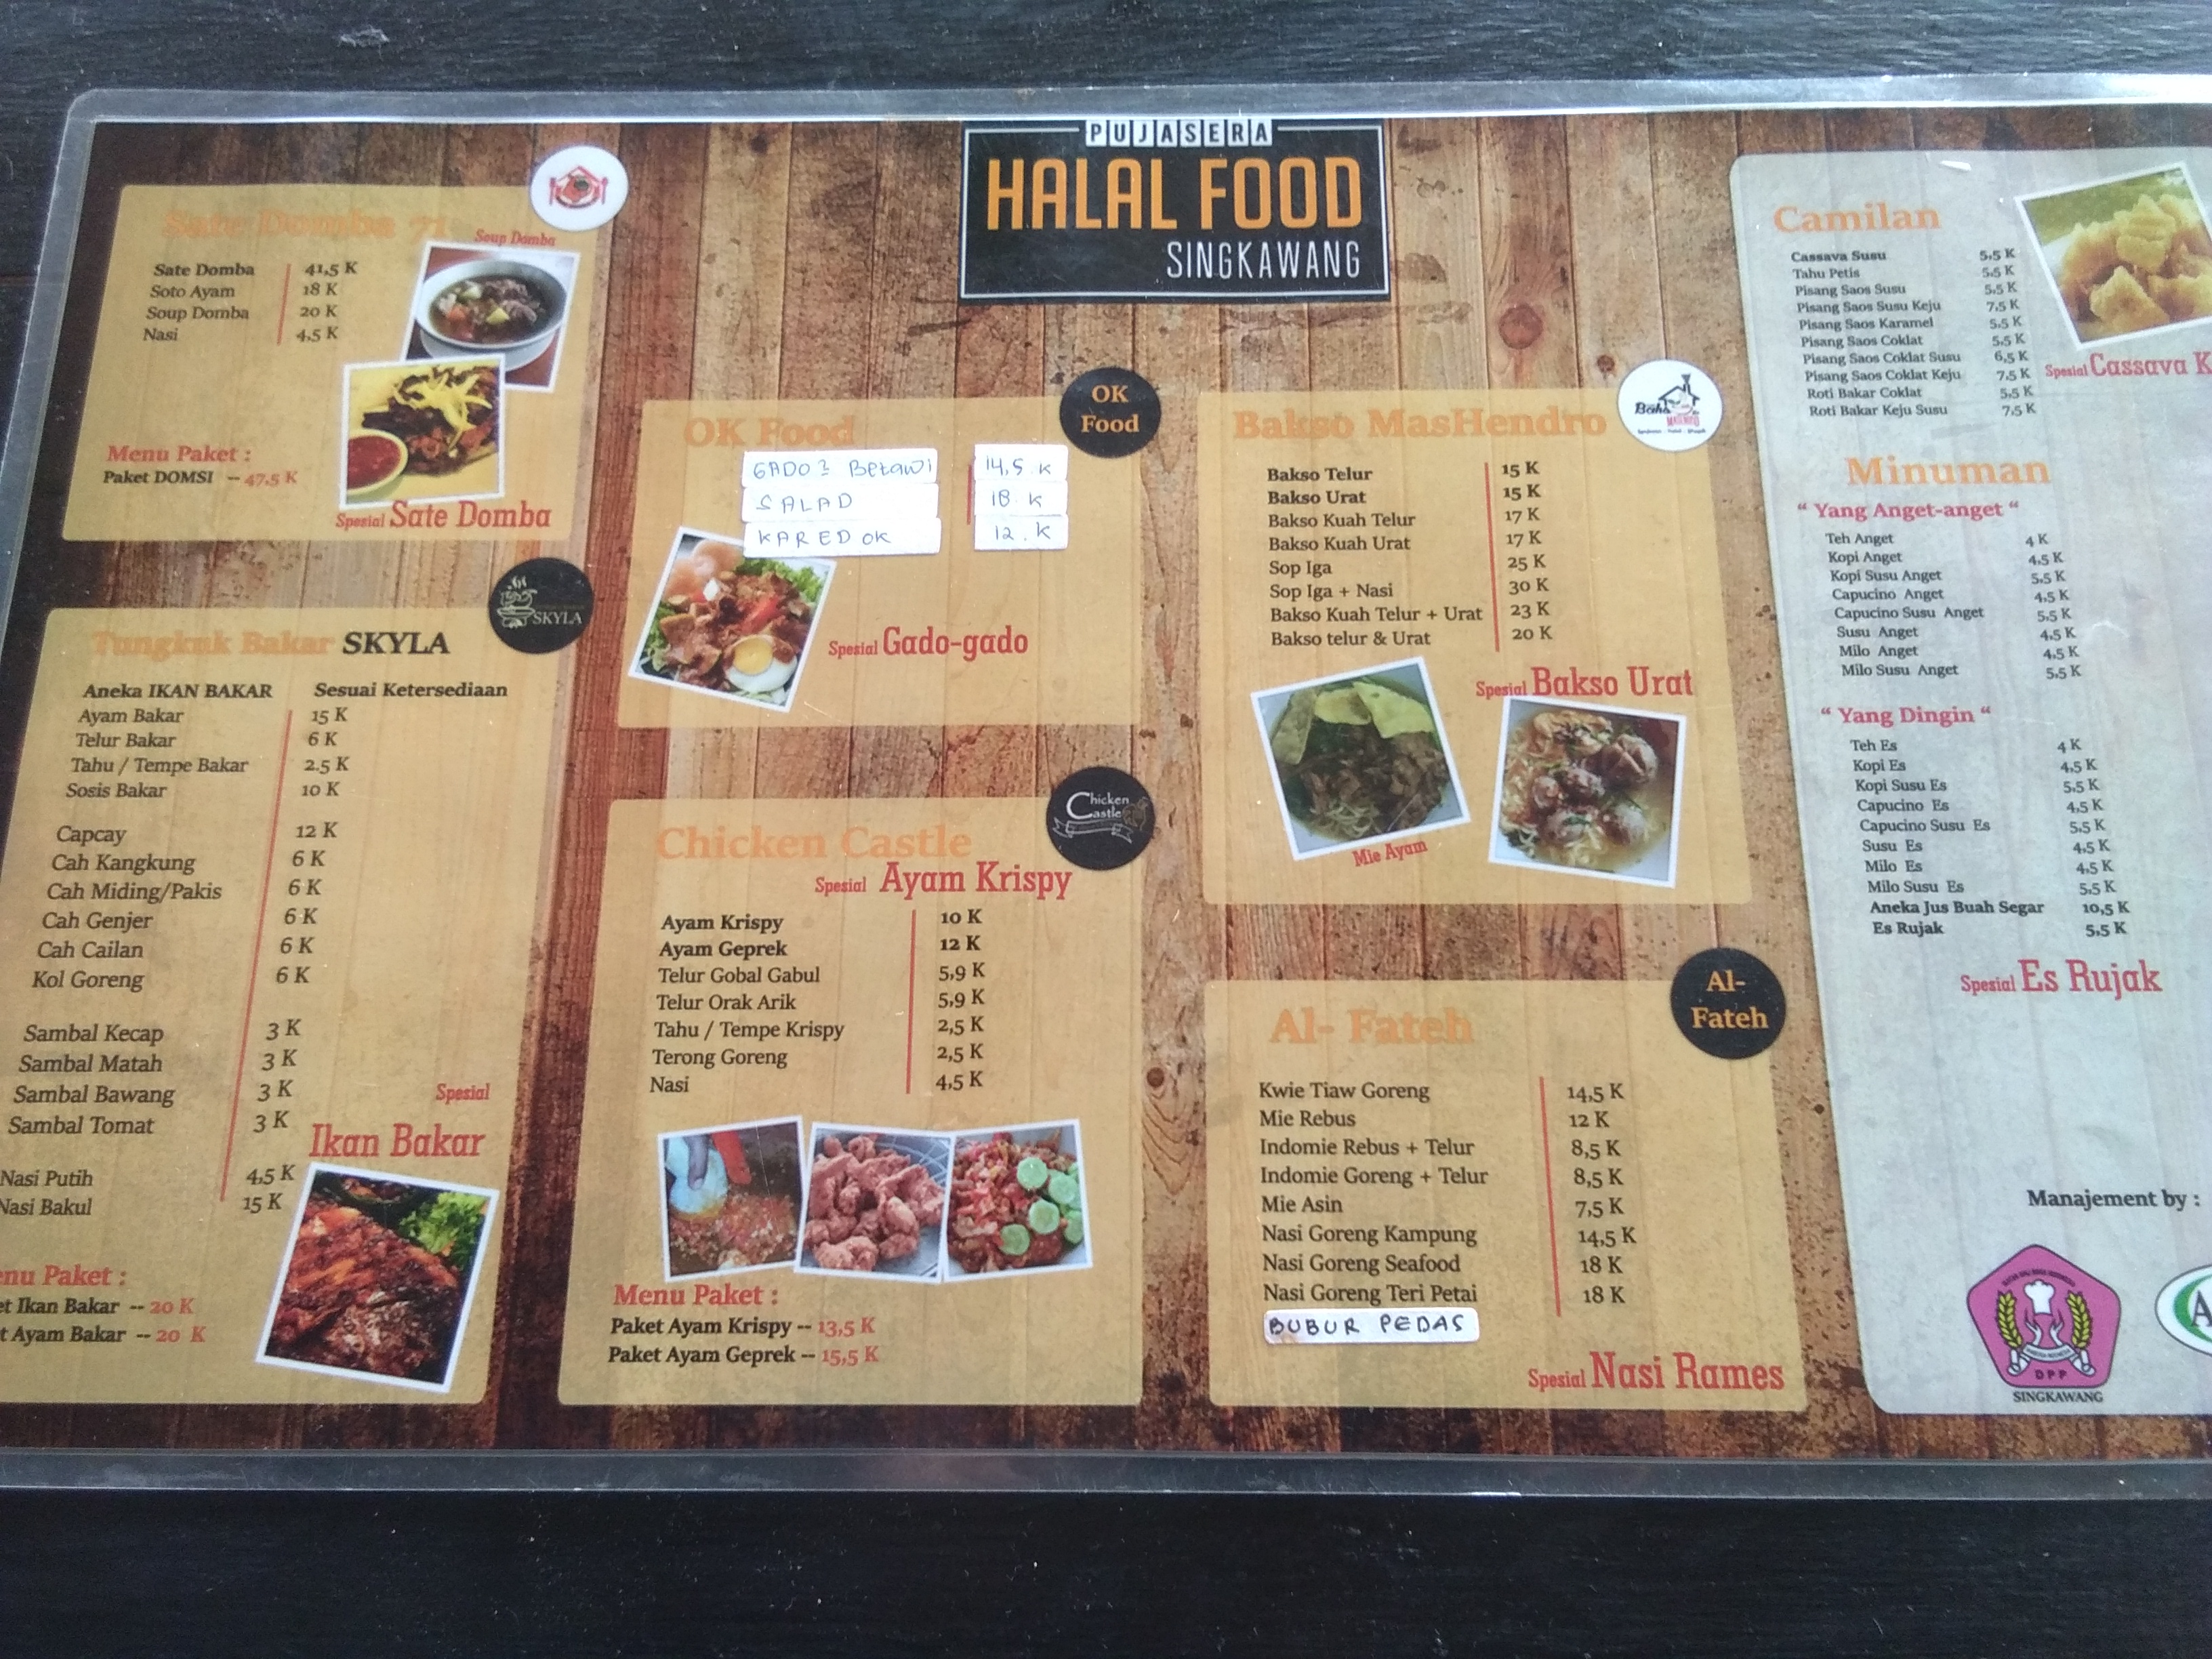 PUJASERA
HALAL FOOD
SINGKAWANG
Sate Domba 71
Soup Domba
Sate Domba 41,5 K
Soto Ayam 18 K
Soup Domba 20 K
Nasi 4,5 K
Menu Paket :
Paket DOMSI -- 47,5 K
Spesial Sate Domba
SKYLA
Tungkuk Bakar SKYLA
Aneka IKAN BAKAR Sesuai Ketersediaan
Ayam Bakar 15 K
Telur Bakar 6 K
Tahu / Tempe Bakar 2.5 K
Sosis Bakar 10 K
Capcay 12 K
Cah Kangkung 6 K
Cah Miding/Pakis 6 K
Cah Genjer 6 K
Cah Cailan 6 K
Kol Goreng 6 K
Sambal Kecap 3 K
Sambal Matah 3 K
Sambal Bawang 3 K
Sambal Tomat 3 K
Spesial
Ikan Bakar
Nasi Putih 4,5 K
Nasi Bakul 15 K
enu Paket :
et Ikan Bakar -- 20 K
t Ayam Bakar -- 20 K
OK Food
OK
Food
GADO2 Betawi 14,5 K
SALAD 18 K
KAREDOK 12. K
Spesial Gado-gado
Chicken Castle
Chicken
Castle
Spesial Ayam Krispy
Ayam Krispy 10 K
Ayam Geprek 12 K
Telur Gobal Gabul 5,9 K
Telur Orak Arik 5,9 K
Tahu / Tempe Krispy 2,5 K
Terong Goreng 2,5 K
Nasi 4,5 K
Menu Paket :
Paket Ayam Krispy -- 13,5 K
Paket Ayam Geprek -- 15,5 K
Bakso MasHendro
Bakso Telur 15 K
Bakso Urat 15 K
Bakso Kuah Telur 17 K
Bakso Kuah Urat 17 K
Sop Iga 25 K
Sop Iga + Nasi 30 K
Bakso Kuah Telur + Urat 23 K
Bakso telur & Urat 20 K
Spesial Bakso Urat
Mie Ayam
Al- Fateh
Al-
Fateh
Kwie Tiaw Goreng 14,5 K
Mie Rebus 12 K
Indomie Rebus + Telur 8,5 K
Indomie Goreng + Telur 8,5 K
Mie Asin 7,5 K
Nasi Goreng Kampung 14,5 K
Nasi Goreng Seafood 18 K
Nasi Goreng Teri Petai 18 K
BUBUR PEDAS
Spesial Nasi Rames
Camilan
Cassava Susu 5,5 K
Tahu Petis 5,5 K
Pisang Saos Susu 5,5 K
Pisang Saos Susu Keju 7,5 K
Pisang Saos Karamel 5,5 K
Pisang Saos Coklat 5,5 K
Pisang Saos Coklat Susu 6,5 K
Pisang Saos Coklat Keju 7,5 K
Roti Bakar Coklat 5,5 K
Roti Bakar Keju Susu 7,5 K
Spesial Cassava K
Minuman
“ Yang Anget-anget “
Teh Anget 4 K
Kopi Anget 4,5 K
Kopi Susu Anget 5,5 K
Capucino Anget 4,5 K
Capucino Susu Anget 5,5 K
Susu Anget 4,5 K
Milo Anget 4,5 K
Milo Susu Anget 5,5 K
“ Yang Dingin “
Teh Es 4 K
Kopi Es 4,5 K
Kopi Susu Es 5,5 K
Capucino Es 4,5 K
Capucino Susu Es 5,5 K
Susu Es 4,5 K
Milo Es 4,5 K
Milo Susu Es 5,5 K
Aneka Jus Buah Segar 10,5 K
Es Rujak 5,5 K
Spesial Es Rujak
Manajement by :
DPP
SINGKAWANG
A